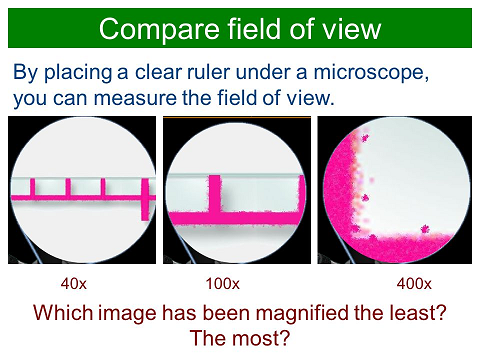 Compare field of view
By placing a clear ruler under a microscope,
you can measure the field of view.
40x
100x
400x
Which image has been magnified the least?
The most?